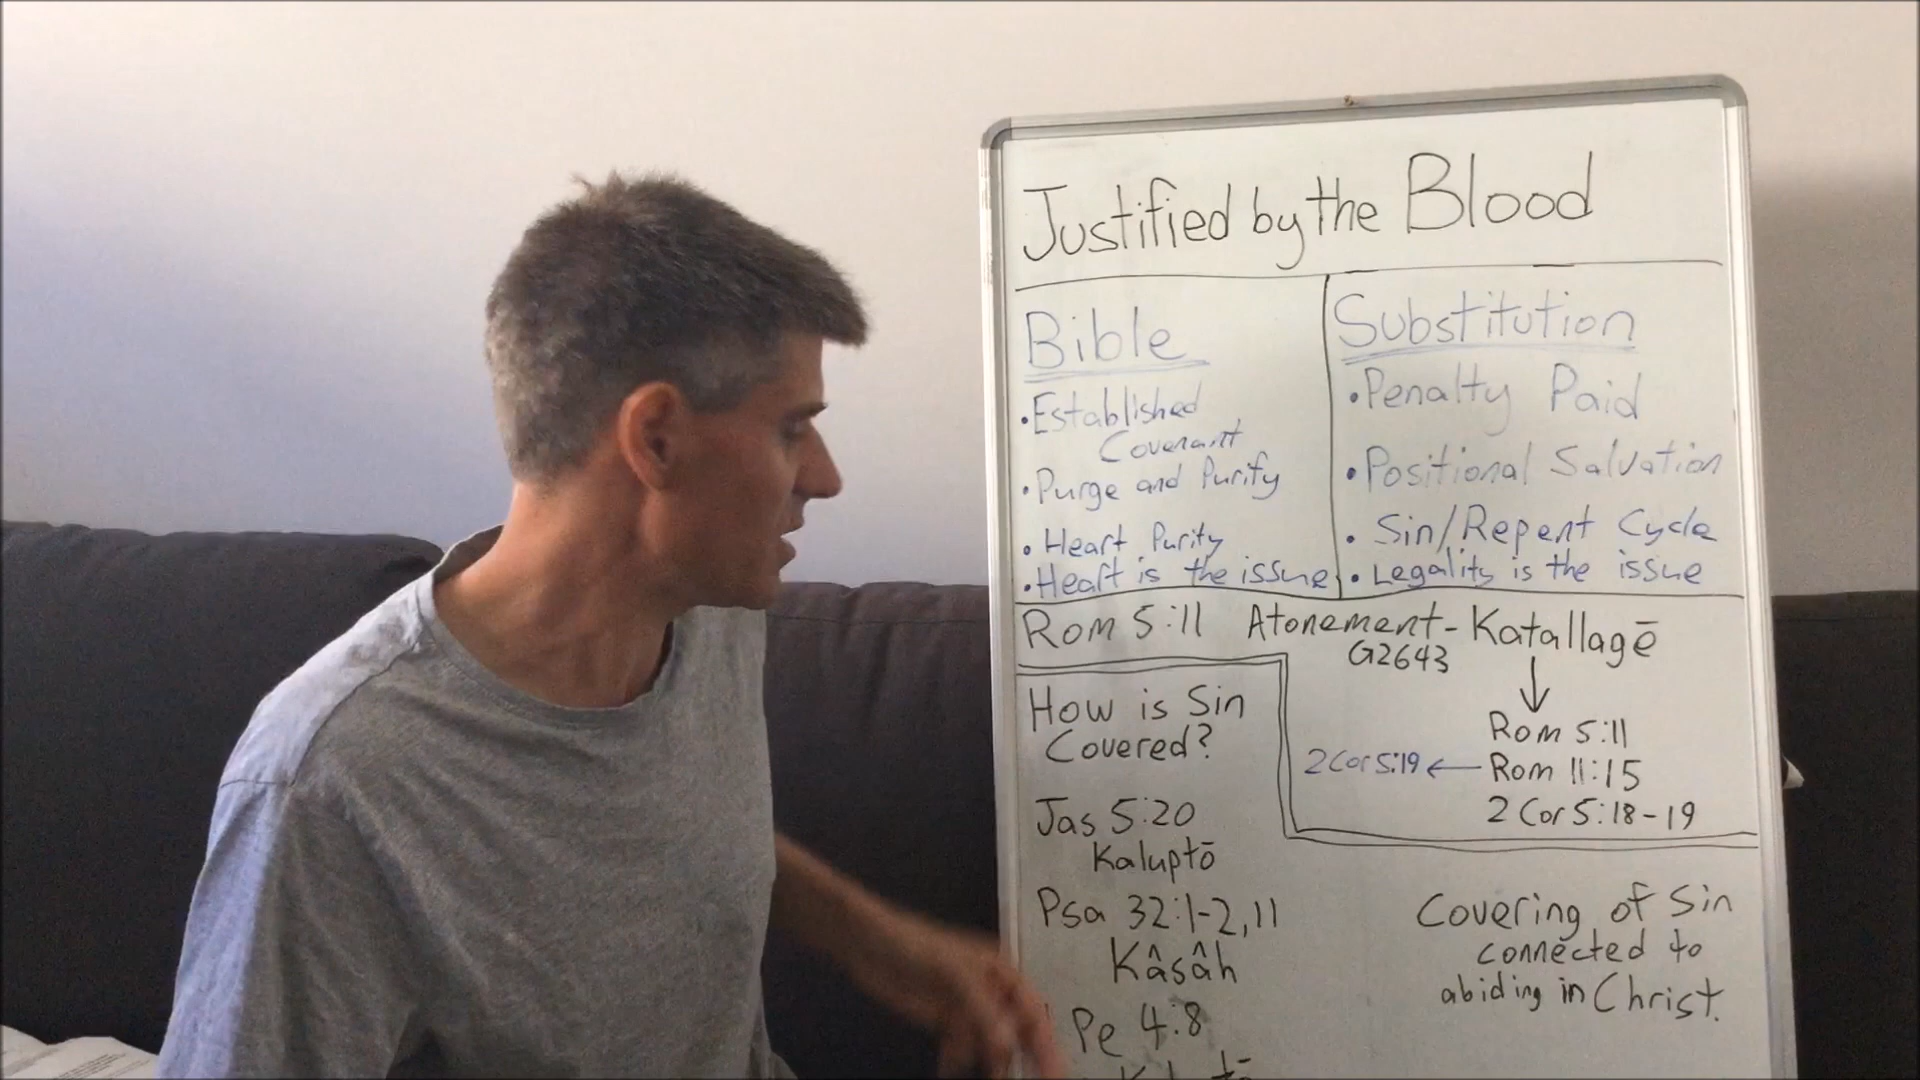 Justified by the Blood
Bible
•Established
Covenant
•Purge and Purify
•Heart Purity
•Heart is the issue
Substitution
•Penalty Paid
•Positional Salvation
•Sin/Repent Cycle
•Legality is the issue
Rom 5:11 Atonement-Katallagē
G2643
Rom 5:11
2 Cor 5:19 ← Rom 11:15
2 Cor 5:18-19
How is Sin
Covered?
Jas 5:20
Kaluptō
Psa 32:1-2,11
Kâsâh
Pe 4:8
Covering of Sin
connected to
abiding in Christ.